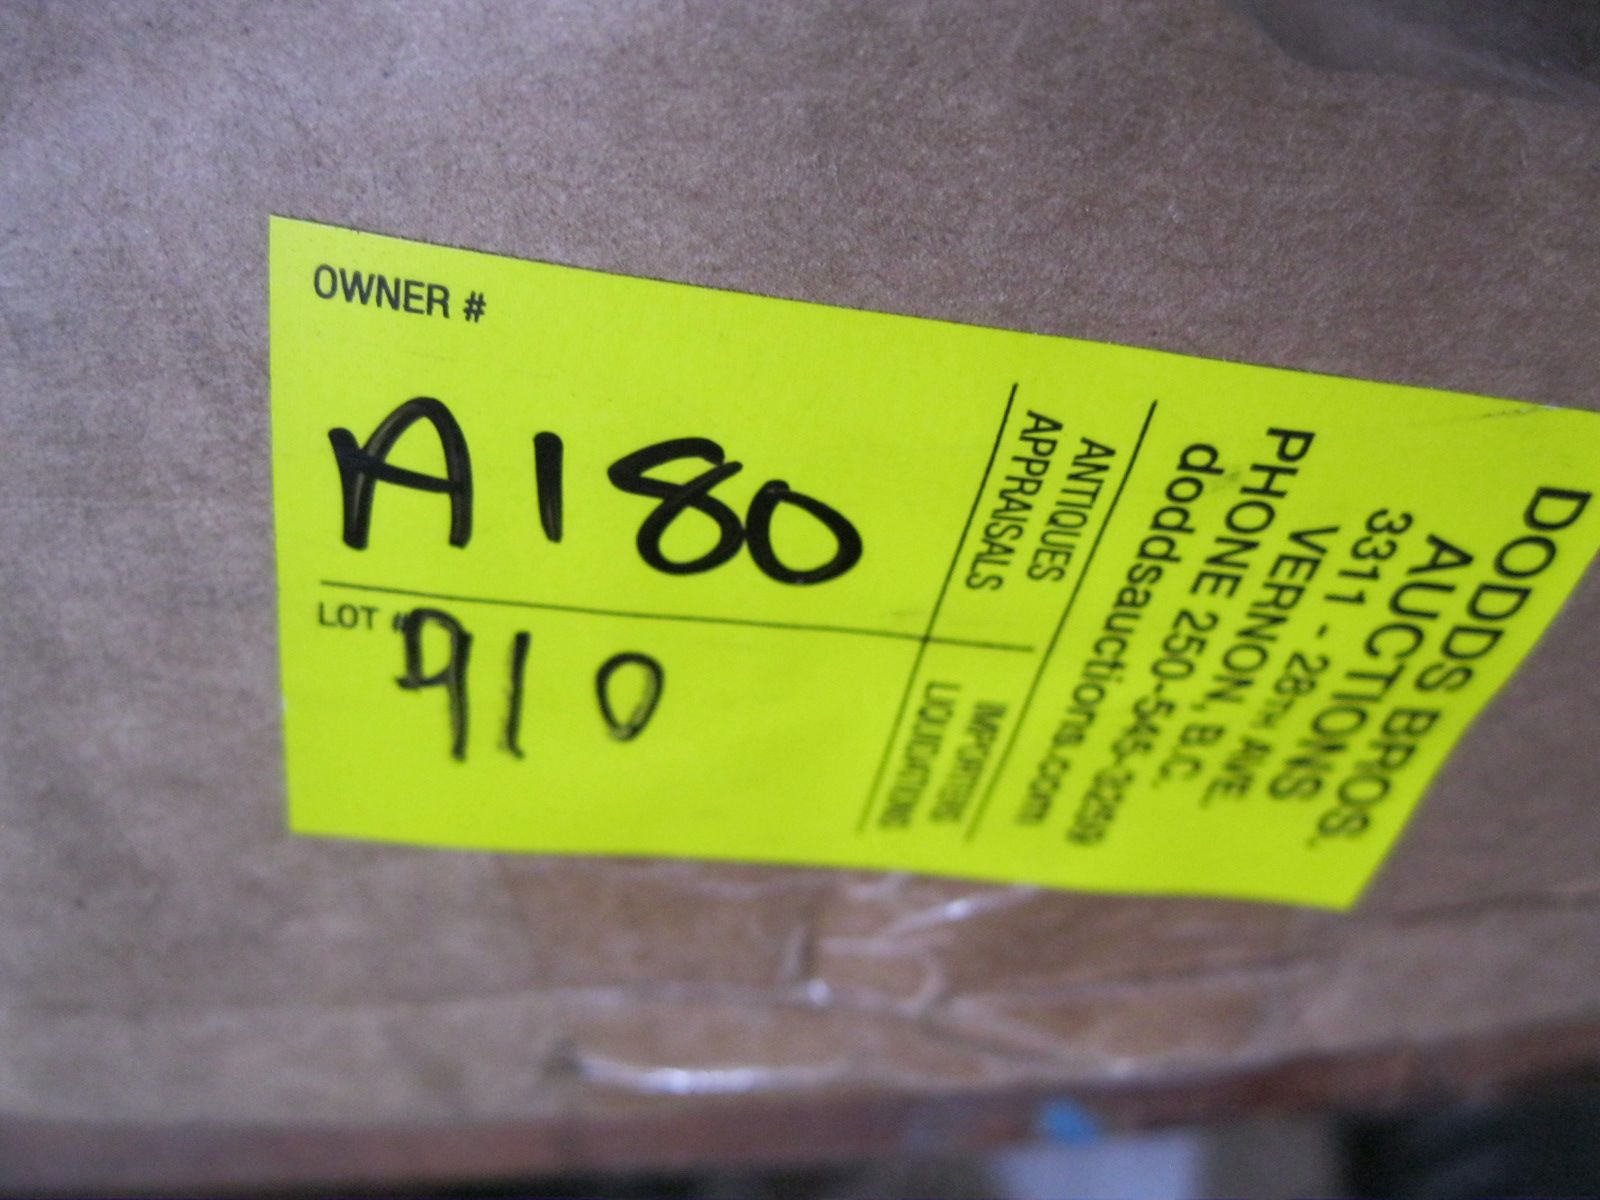 OWNER #
A180
LOT #
910
DODDS BROS.
AUCTIONS
3311 - 28TH AVE.
VERNON, B.C.
PHONE 250-545-3259
doddsauctions.com
ANTIQUES
APPRAISALS
IMPORTERS
LIQUIDATIONS